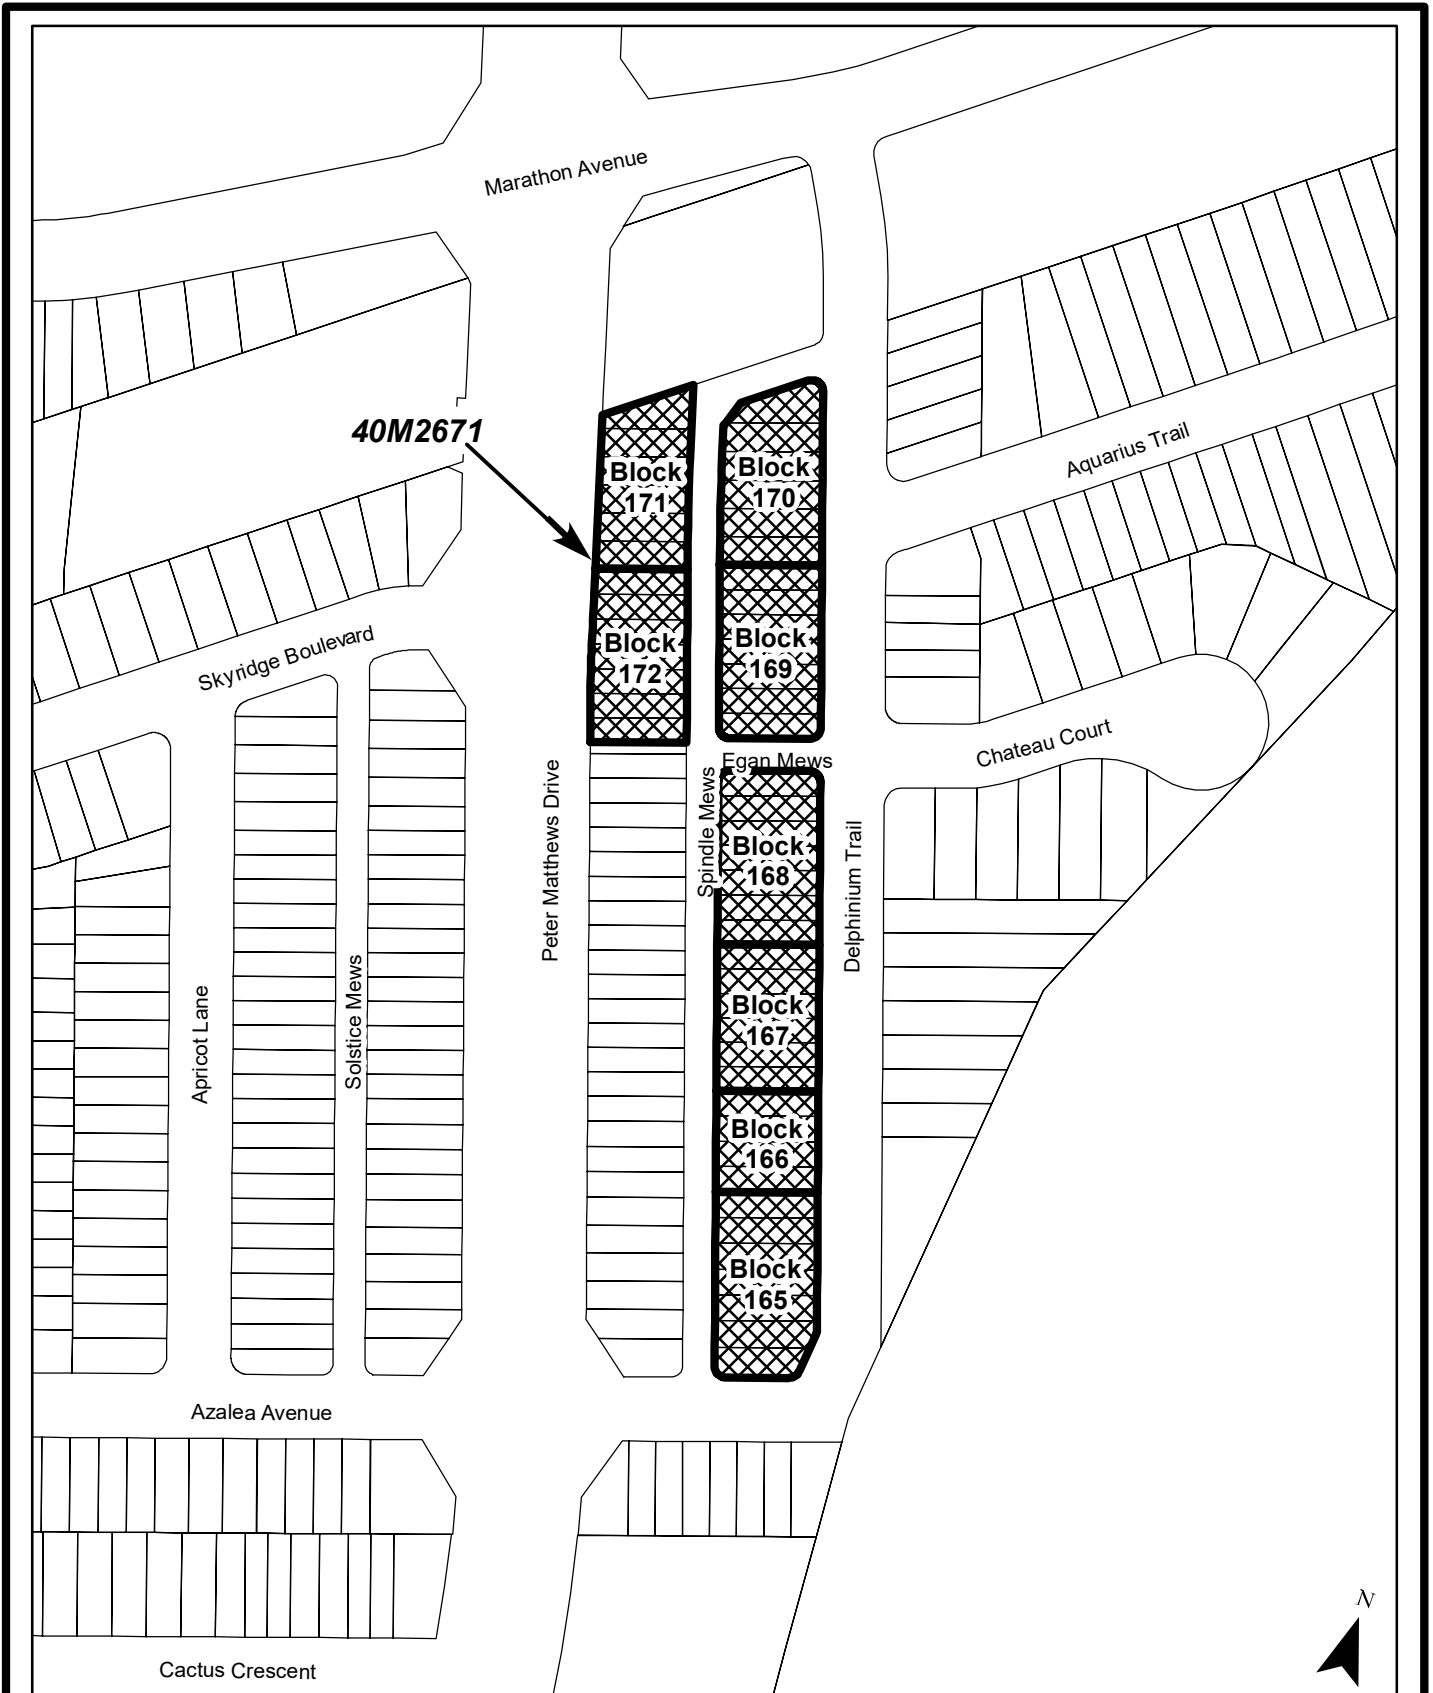 Marathon Avenue
40M2671
Block
171
Block
170
Aquarius Trail
Block
172
Block
169
Skyridge Boulevard
Chateau Court
Egan Mews
Peter Matthews Drive
Spindle Mews
Block
168
Delphinium Trail
Apricot Lane
Solstice Mews
Block
167
Block
166
Block
165
Azalea Avenue
N
Cactus Crescent